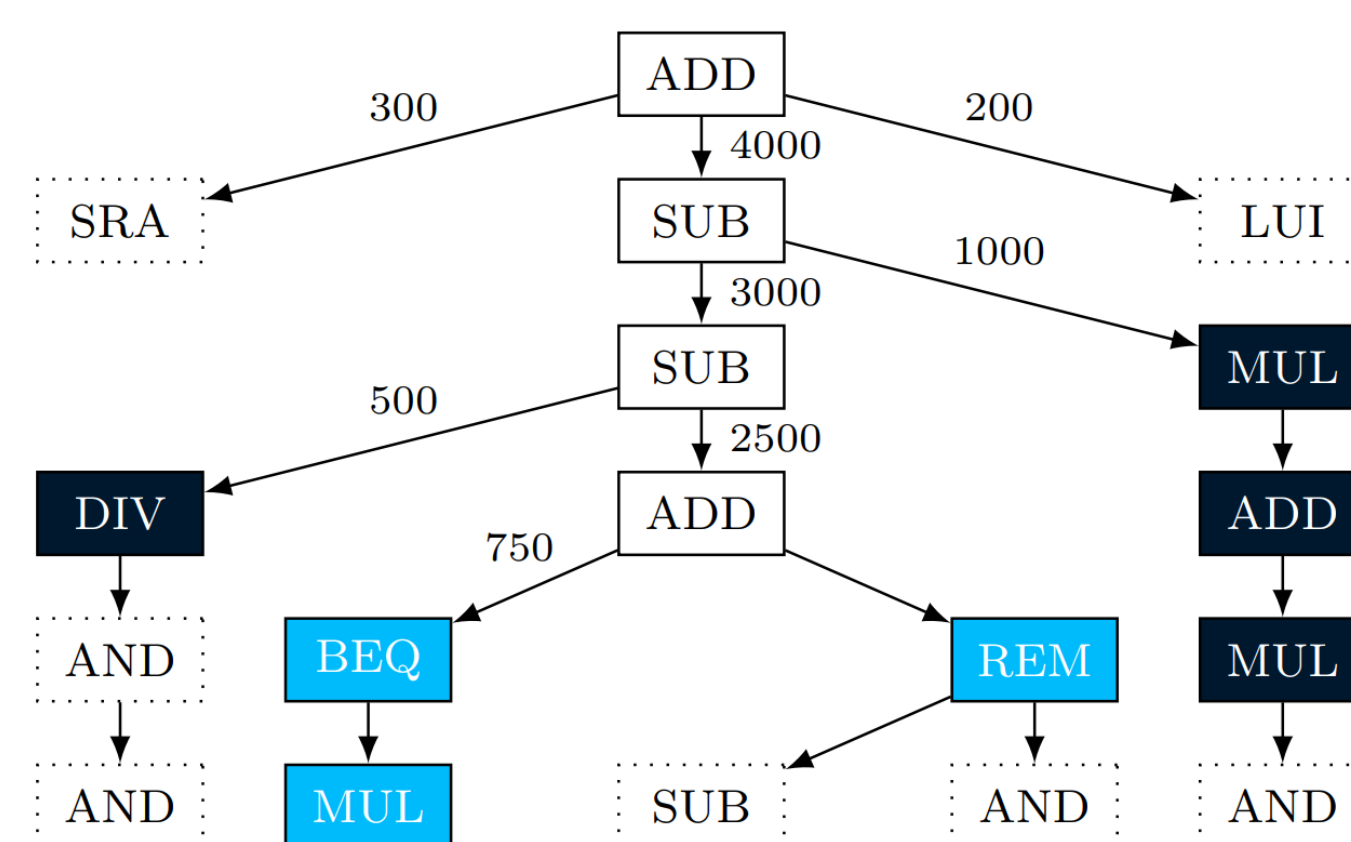 ADD
300
200
4000
SRA
SUB
LUI
1000
3000
SUB
MUL
500
2500
DIV
ADD
ADD
750
AND
BEQ
REM
MUL
AND
MUL
SUB
AND
AND